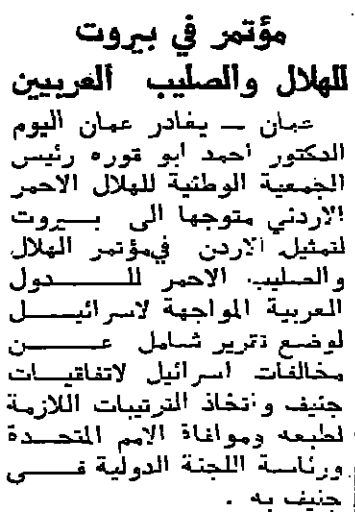 مؤتمر في بيروت
للهلال والصليب العربيين
عمان — يغادر عمان اليوم
الدكتور احمد ابو قوره رئيس
الجمعية الوطنية للهلال الاحمر
الاردني متوجها الى بيروت
لتمثيل الاردن في مؤتمر الهلال
والصليب الاحمر للدول
العربية المواجهة لاسرائيل
لوضع تقرير شامل عن
مخالفات اسرائيل لاتفاقيات
جنيف واتخاذ الترتيبات اللازمة
لطبعه وموافاة الامم المتحدة
ورئاسة اللجنة الدولية في
جنيف به .